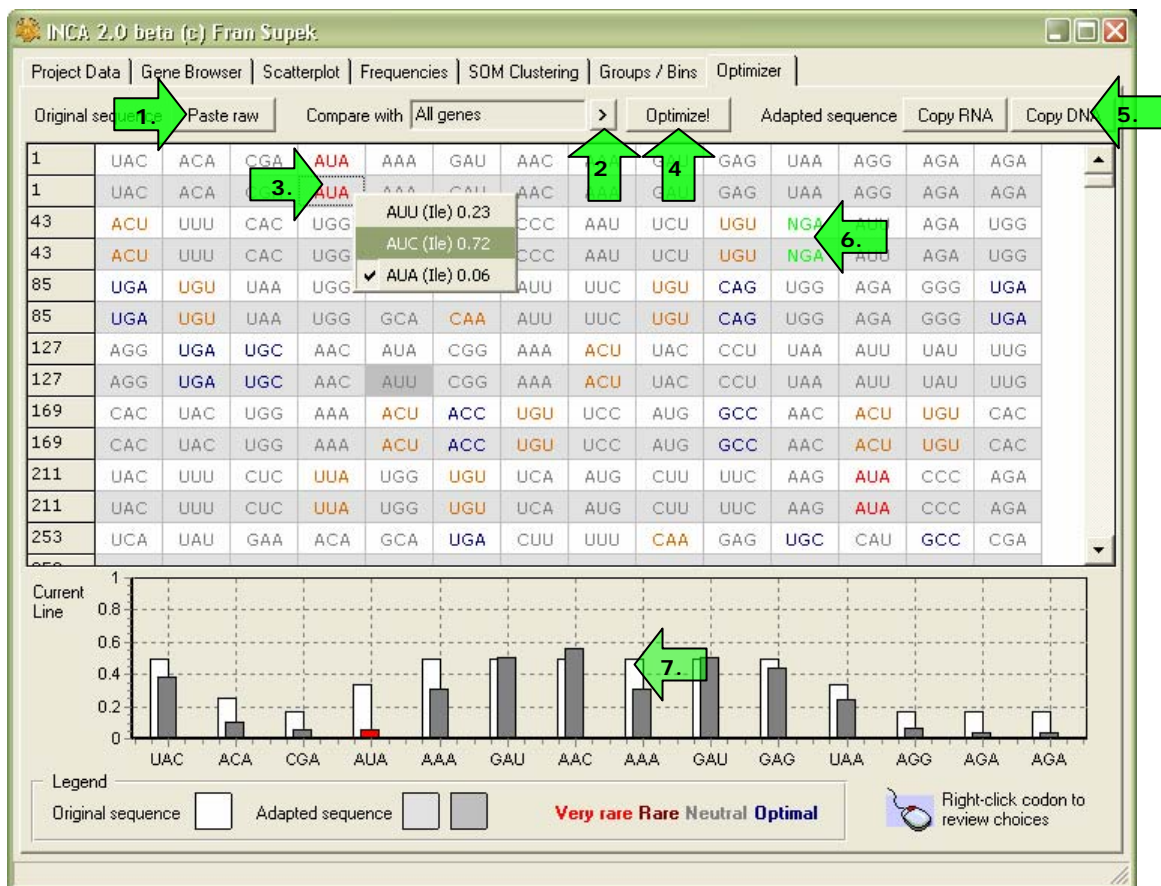 INCA 2.0 beta (c) Fran Supek
Project Data Gene Browser Scatterplot Frequencies SOM Clustering Groups / Bins Optimizer
Original sequence 1. Paste raw Compare with All genes > Optimize! Adapted sequence Copy RNA Copy DNA 5.
1 UAC ACA CGA AUA AAA GAU AAC AAA GAU GAG UAA AGG AGA AGA
2 4
1 UAC ACA AUA AAA GAU AAC AAA GAU GAG UAA AGG AGA AGA
3.
AUU (Ile) 0.23
AUC (Ile) 0.72
AUA (Ile) 0.06
43 ACU UUU CAC UGG CCC AAU UCU UGU NGA AUU AGA UGG
6.
43 ACU UUU CAC UGG CCC AAU UCU UGU NGA AUU AGA UGG
85 UGA UGU UAA UGG AUU UUC UGU CAG UGG AGA GGG UGA
85 UGA UGU UAA UGG GCA CAA AUU UUC UGU CAG UGG AGA GGG UGA
127 AGG UGA UGC AAC AUA CGG AAA ACU UAC CCU UAA AUU UAU UUG
127 AGG UGA UGC AAC AUU CGG AAA ACU UAC CCU UAA AUU UAU UUG
169 CAC UAC UGG AAA ACU ACC UGU UCC AUG GCC AAC ACU UGU CAC
169 CAC UAC UGG AAA ACU ACC UGU UCC AUG GCC AAC ACU UGU CAC
211 UAC UUU CUC UUA UGG UGU UCA AUG CUU UUC AAG AUA CCC AGA
211 UAC UUU CUC UUA UGG UGU UCA AUG CUU UUC AAG AUA CCC AGA
253 UCA UAU GAA ACA GCA UGA CUU UUU CAA GAG UGC CAU GCC CGA
Current
Line
1
0.8
0.6
0.4
0.2
0
7.
UAC ACA CGA AUA AAA GAU AAC AAA GAU GAG UAA AGG AGA AGA
Legend
Original sequence Adapted sequence Very rare Rare Neutral Optimal
Right-click codon to
review choices